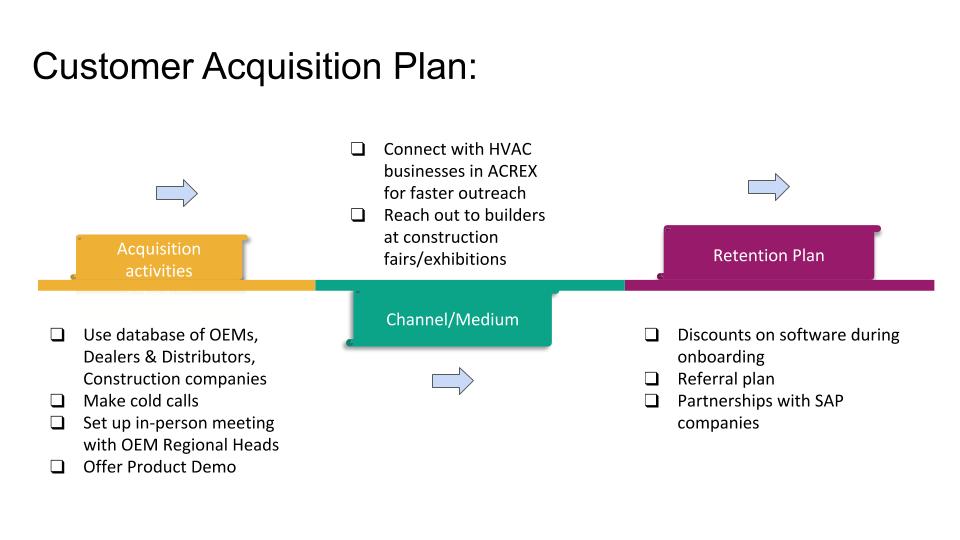 Customer Acquisition Plan:
Acquisition
activities
❏ Use database of OEMs,
Dealers & Distributors,
Construction companies
❏ Make cold calls
❏ Set up in-person meeting
with OEM Regional Heads
❏ Offer Product Demo
❏ Connect with HVAC
businesses in ACREX
for faster outreach
❏ Reach out to builders
at construction
fairs/exhibitions
Channel/Medium
Retention Plan
❏ Discounts on software during
onboarding
❏ Referral plan
❏ Partnerships with SAP
companies